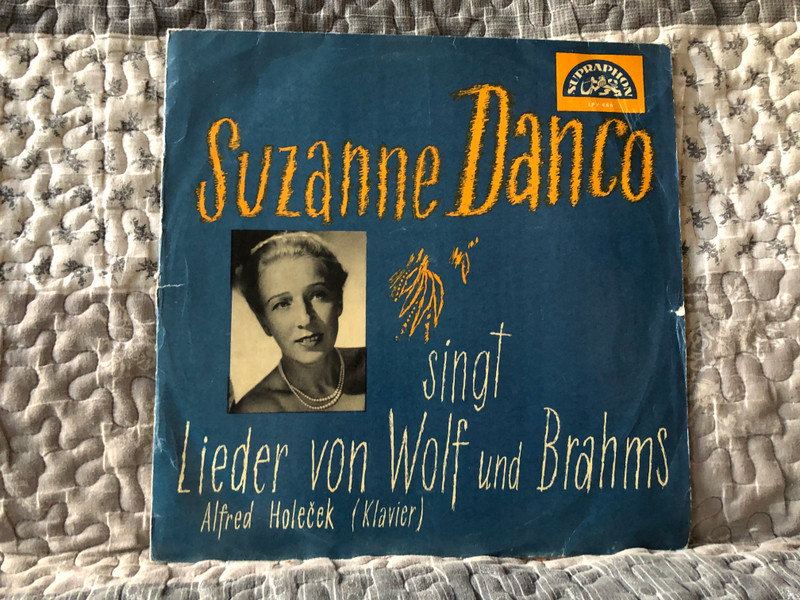 SUPRAPHON
Suzanne Danco
singt
Lieder von Wolf und Brahms
Alfred Holeček (Klavier)